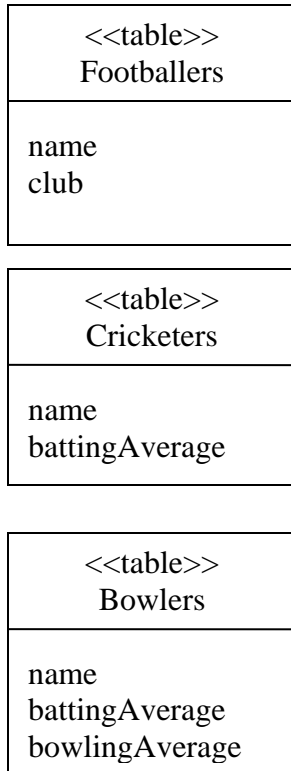 <<table>>
Footballers
name
club
<<table>>
Cricketers
name
battingAverage
<<table>>
Bowlers
name
battingAverage
bowlingAverage